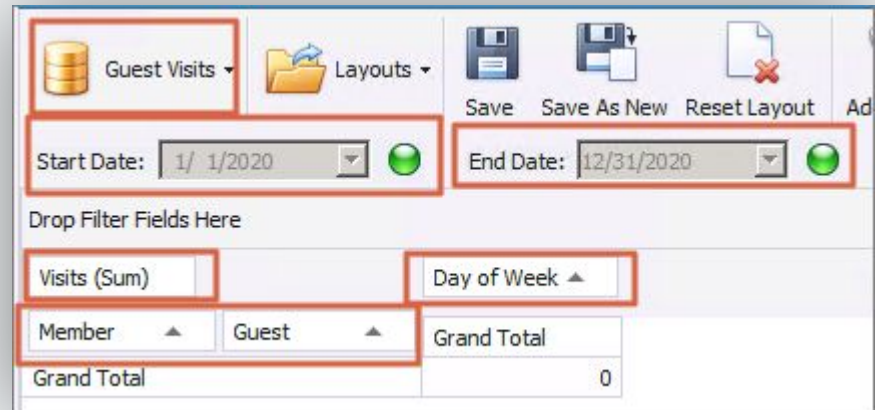 Guest Visits
Layouts
Save Save As New Reset Layout Ad
Start Date: 1/ 1/2020 End Date: 12/31/2020
Drop Filter Fields Here
Visits (Sum) Day of Week
Member Guest Grand Total
Grand Total 0